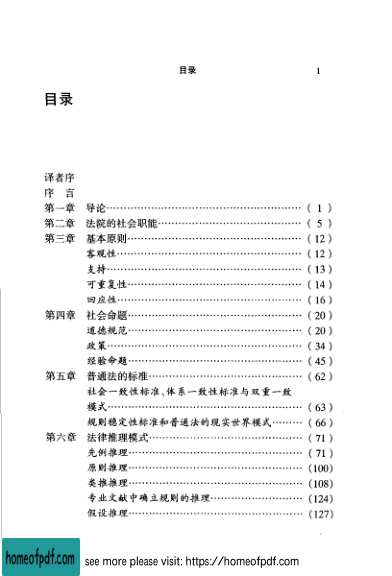 目录 1
目录
译者序
序 言
第一章 导论……………………………………………( 1 )
第二章 法院的社会职能………………………………( 5 )
第三章 基本原则………………………………………( 12 )
客观性…………………………………………( 12 )
支持……………………………………………( 13 )
可重复性………………………………………( 14 )
回应性…………………………………………( 16 )
第四章 社会命题………………………………………( 20 )
道德规范………………………………………( 20 )
政策……………………………………………( 34 )
经验命题………………………………………( 45 )
第五章 普通法的标准…………………………………( 62 )
社会一致性标准、体系一致性标准与双重一致
模式……………………………………………( 63 )
规则稳定性标准和普通法的现实世界模式………( 66 )
第六章 法律推理模式…………………………………( 71 )
先例推理………………………………………( 71 )
原则推理………………………………………(100)
类推推理………………………………………(108)
专业文献中确立规则的推理…………………(124)
假设推理………………………………………(127)
homeofpdf.com see more please visit: https://homeofpdf.com